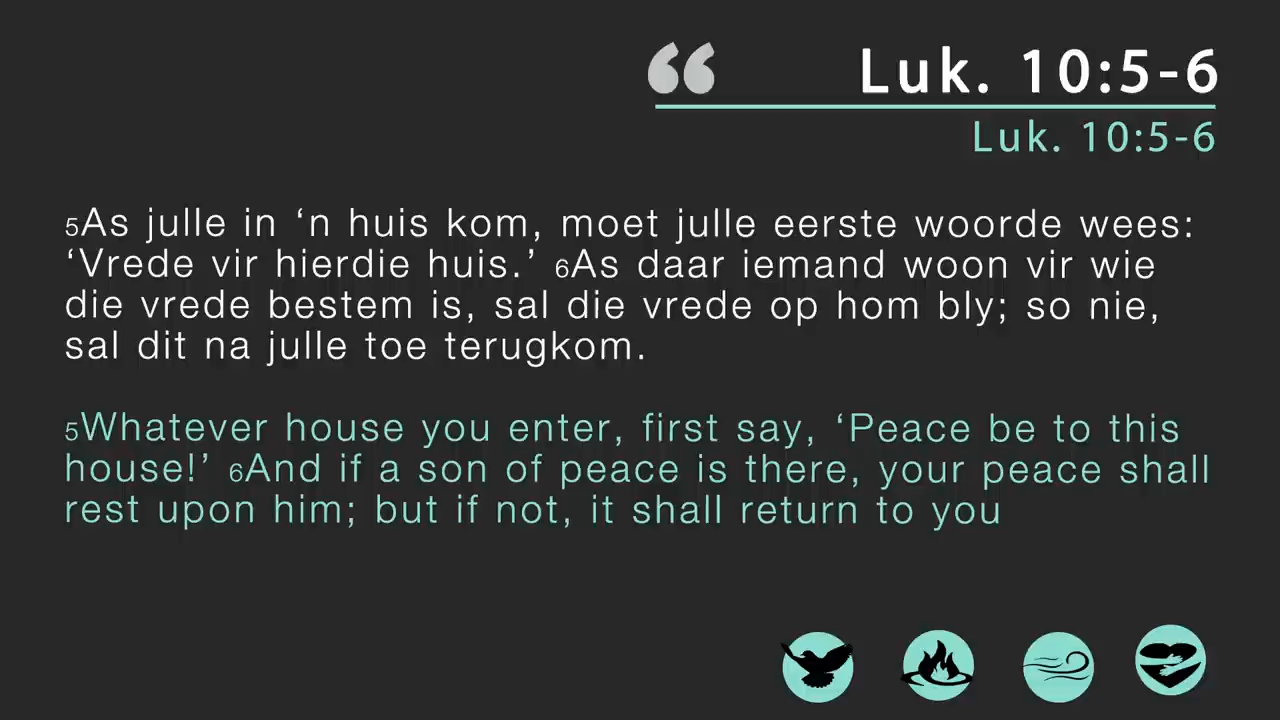 “ Luk. 10:5-6
Luk. 10:5-6
5As julle in ‘n huis kom, moet julle eerste woorde wees:
‘Vrede vir hierdie huis.’ 6As daar iemand woon vir wie
die vrede bestem is, sal die vrede op hom bly; so nie,
sal dit na julle toe terugkom.
5Whatever house you enter, first say, ‘Peace be to this
house!’ 6And if a son of peace is there, your peace shall
rest upon him; but if not, it shall return to you